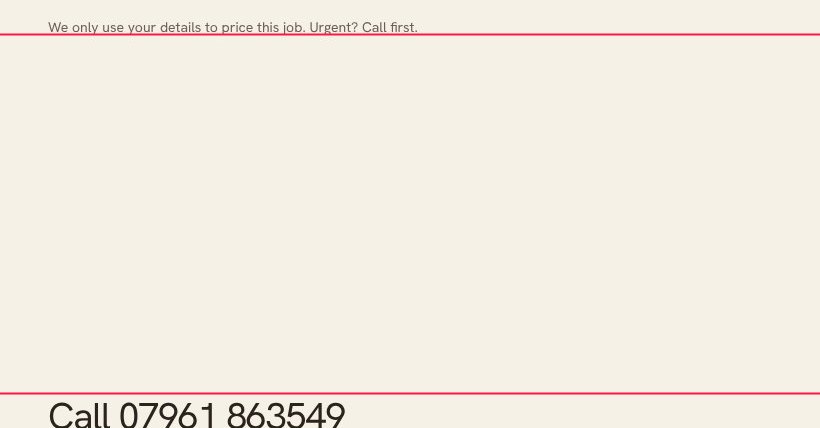 We only use your details to price this job. Urgent? Call first.
Call 07961 863549